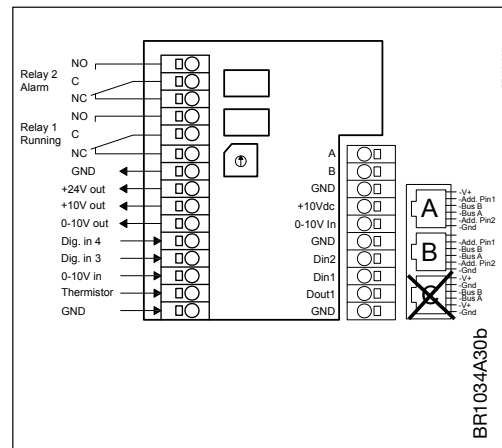 Relay 2
Alarm
NO
C
NC
Relay 1
Running
NO
C
NC
GND
+24V out
+10V out
0-10V out
Dig. in 4
Dig. in 3
0-10V in
Thermistor
GND
A
B
GND
+10Vdc
0-10V In
GND
Din2
Din1
Dout1
GND
A
-V+
-Add. Pin1
-Bus B
-Bus A
-Add. Pin2
-Gnd
B
-Add. Pin1
-Bus B
-Bus A
-Add. Pin2
-Gnd
C
-V+
-Gnd
-Bus B
-Bus A
-V+
-Gnd
BR1034A30b